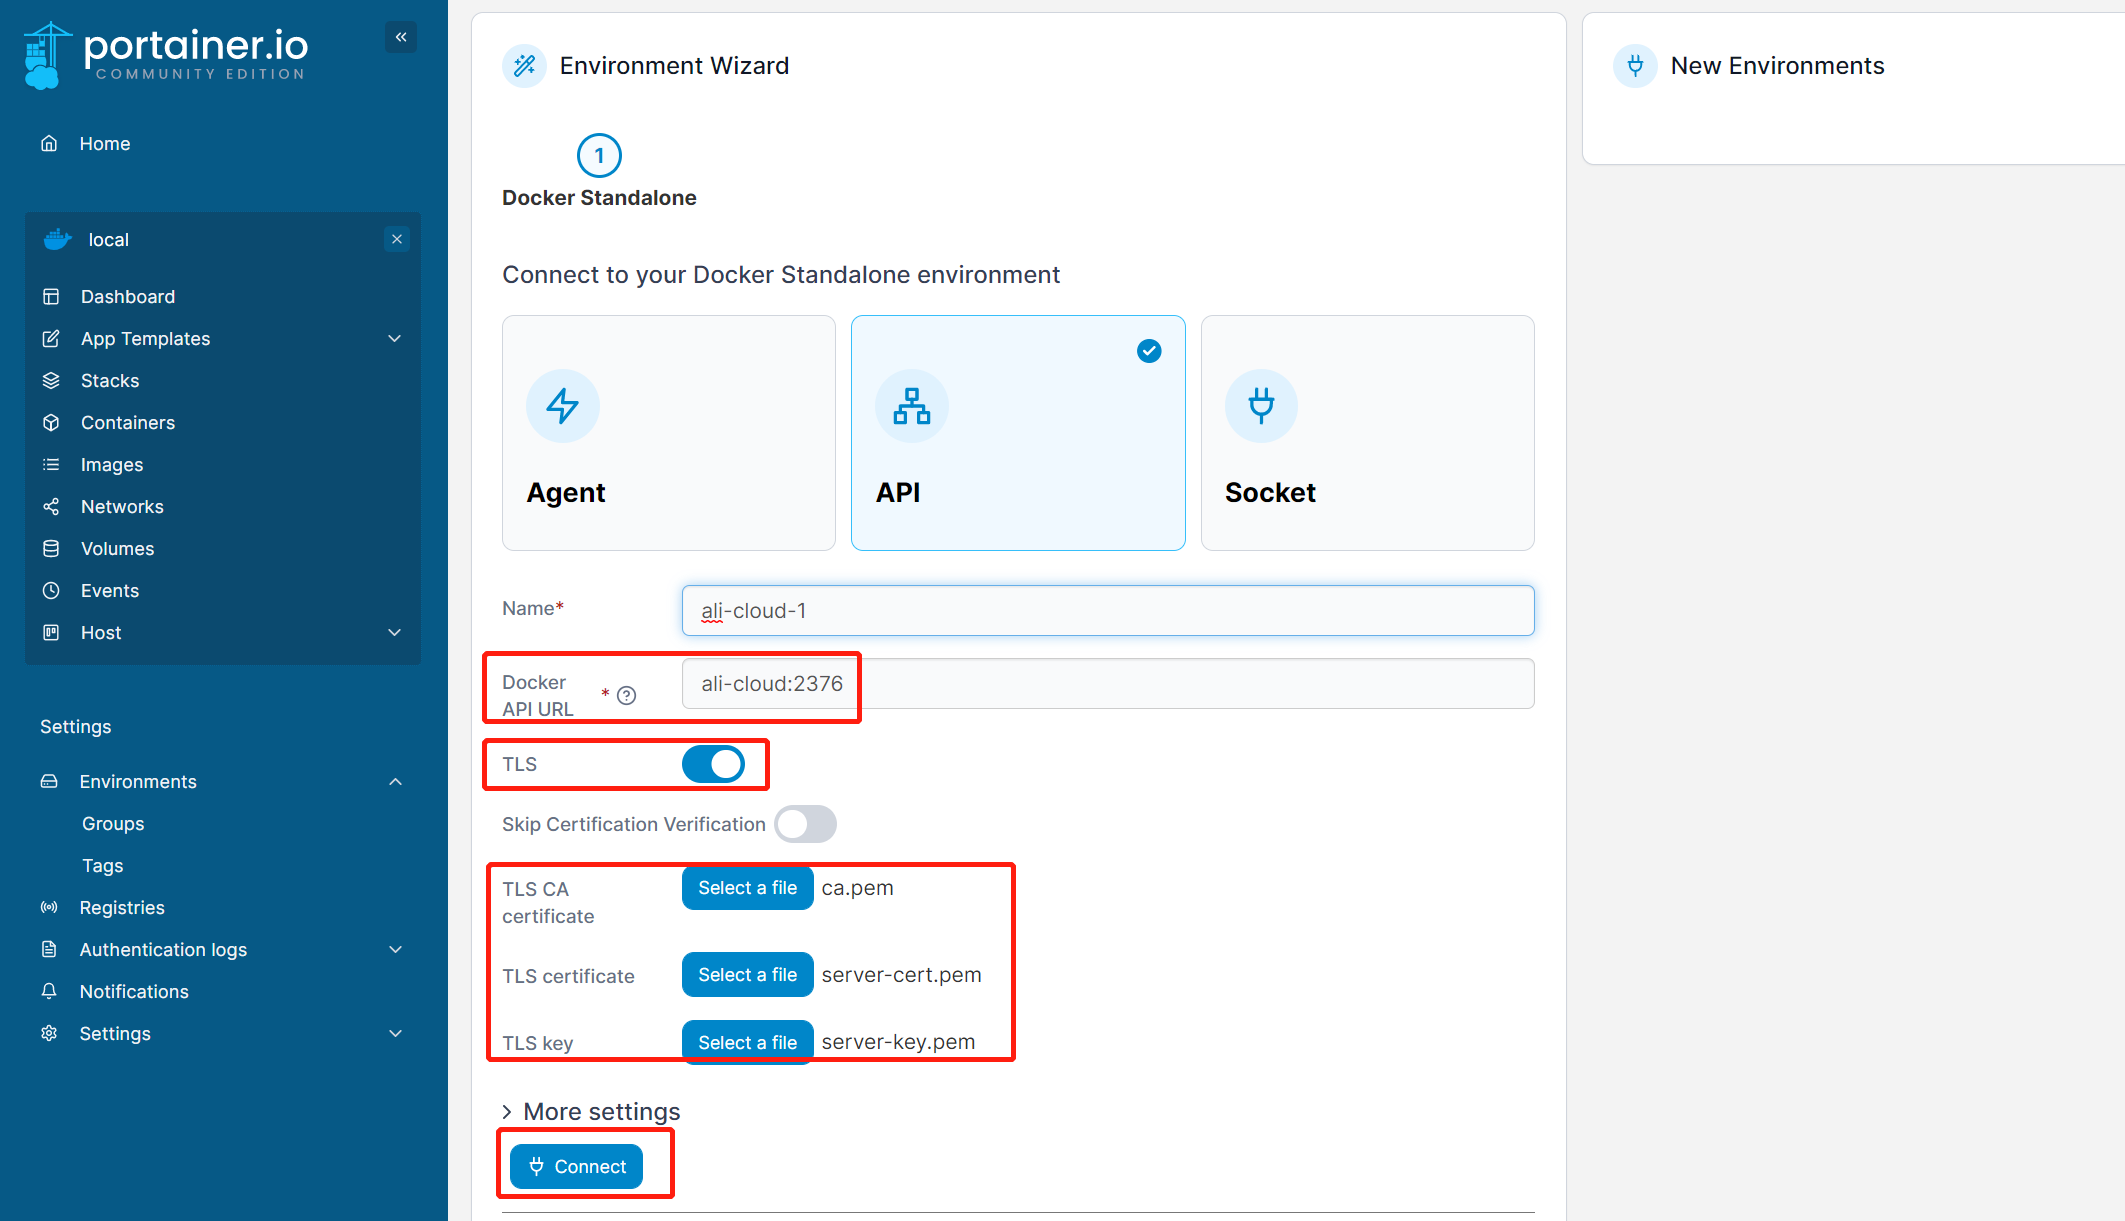 portainer.io
COMMUNITY EDITION
Home
local
Dashboard
App Templates
Stacks
Containers
Images
Networks
Volumes
Events
Host
Settings
Environments
Groups
Tags
Registries
Authentication logs
Notifications
Settings
Environment Wizard
1
Docker Standalone
Connect to your Docker Standalone environment
Agent
API
Socket
Name*
ali-cloud-1
Docker
API URL
* ?
ali-cloud:2376
TLS
Skip Certification Verification
TLS CA
certificate
Select a file ca.pem
TLS certificate Select a file server-cert.pem
TLS key Select a file server-key.pem
More settings
Connect
New Environments